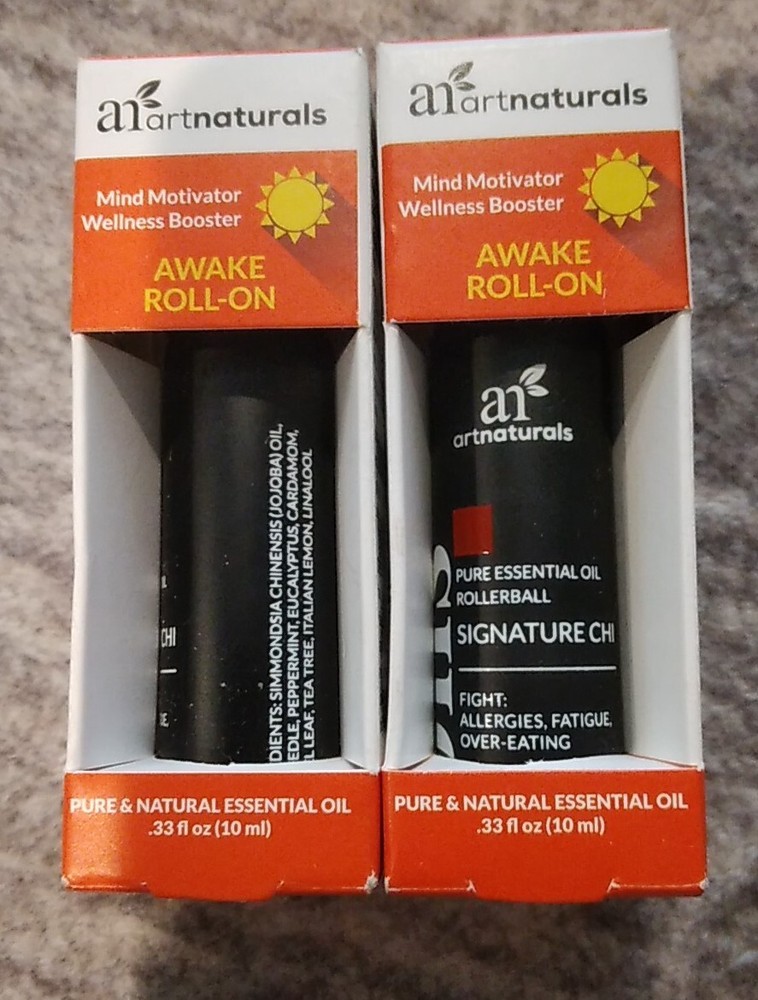 artnaturals
Mind Motivator
Wellness Booster
AWAKE
ROLL-ON
CHI
DIENTS: SIMMONDSIA CHINENSIS (JOJOBA) OIL,
EDLE, PEPPERMINT, EUCALYPTUS, CARDAMOM,
LEAF, TEA TREE, ITALIAN LEMON, LINALOOL
PURE & NATURAL ESSENTIAL OIL
.33 fl oz (10 ml)
artnaturals
Mind Motivator
Wellness Booster
AWAKE
ROLL-ON
an
artnaturals
PURE ESSENTIAL OIL
ROLLERBALL
SIGNATURE CHI
FIGHT:
ALLERGIES, FATIGUE,
OVER-EATING
PURE & NATURAL ESSENTIAL OIL
.33 fl oz (10 ml)